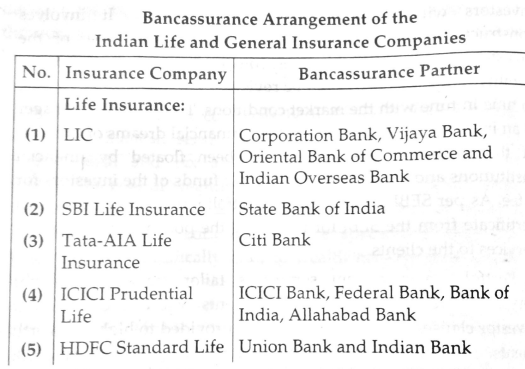 Bancassurance Arrangement of the
Indian Life and General Insurance Companies
No. Insurance Company Bancassurance Partner
Life Insurance:
(1) LIC Corporation Bank, Vijaya Bank,
Oriental Bank of Commerce and
Indian Overseas Bank
(2) SBI Life Insurance State Bank of India
(3) Tata-AIA Life Citi Bank
Insurance
(4) ICICI Prudential ICICI Bank, Federal Bank, Bank of
Life India, Allahabad Bank
(5) HDFC Standard Life Union Bank and Indian Bank